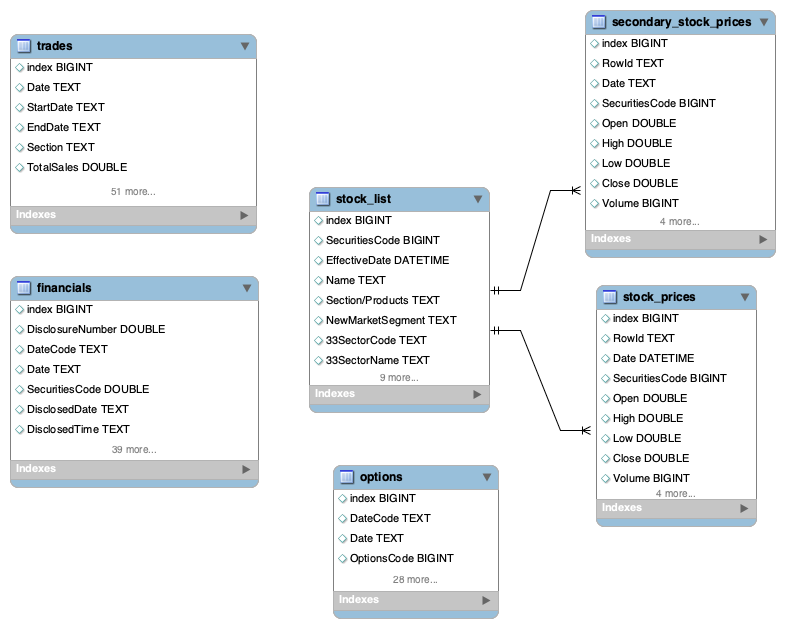 trades
index BIGINT
Date TEXT
StartDate TEXT
EndDate TEXT
Section TEXT
TotalSales DOUBLE
51 more...
Indexes
financials
index BIGINT
DisclosureNumber DOUBLE
DateCode TEXT
Date TEXT
SecuritiesCode DOUBLE
DisclosedDate TEXT
DisclosedTime TEXT
39 more...
Indexes
stock_list
index BIGINT
SecuritiesCode BIGINT
EffectiveDate DATETIME
Name TEXT
Section/Products TEXT
NewMarketSegment TEXT
33SectorCode TEXT
33SectorName TEXT
9 more...
Indexes
options
index BIGINT
DateCode TEXT
Date TEXT
OptionsCode BIGINT
28 more...
Indexes
secondary_stock_prices
index BIGINT
RowId TEXT
Date TEXT
SecuritiesCode BIGINT
Open DOUBLE
High DOUBLE
Low DOUBLE
Close DOUBLE
Volume BIGINT
4 more...
Indexes
stock_prices
index BIGINT
RowId TEXT
Date DATETIME
SecuritiesCode BIGINT
Open DOUBLE
High DOUBLE
Low DOUBLE
Close DOUBLE
Volume BIGINT
4 more...
Indexes